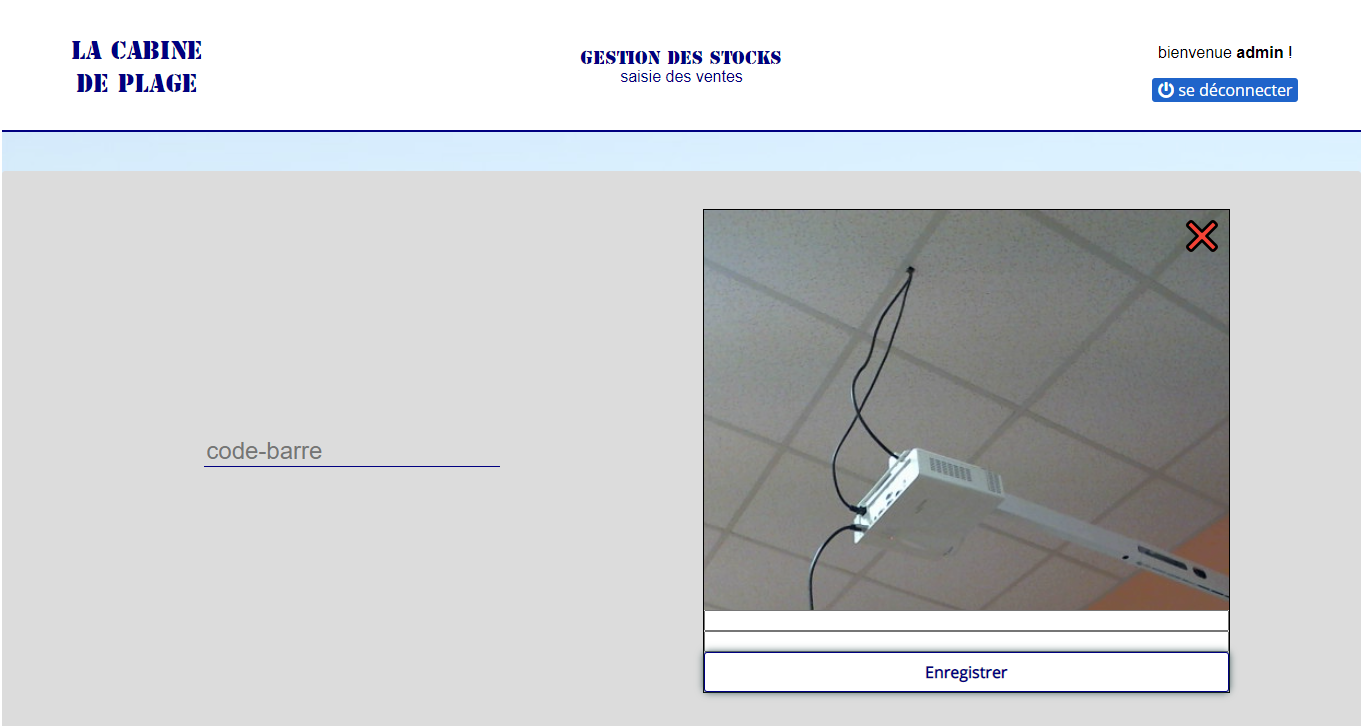 LA CABINE
DE PLAGE
GESTION DES STOCKS
saisie des ventes
bienvenue admin !
se déconnecter
code-barre
Enregistrer